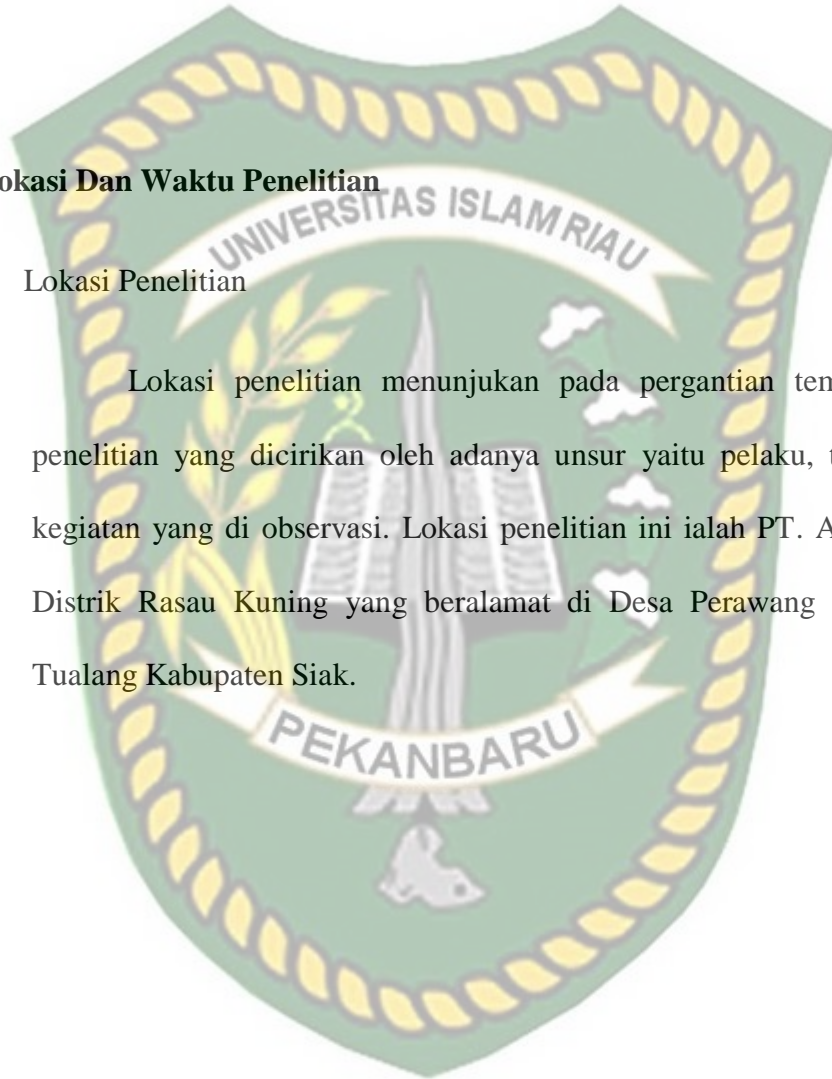 okasi Dan Waktu Penelitian
UNIVERSITAS ISLAM RIAU
Lokasi Penelitian
Lokasi penelitian menunjukan pada pergantian tem
penelitian yang dicirikan oleh adanya unsur yaitu pelaku, t
kegiatan yang di observasi. Lokasi penelitian ini ialah PT. A
Distrik Rasau Kuning yang beralamat di Desa Perawang
Tualang Kabupaten Siak.
PEKANBARU